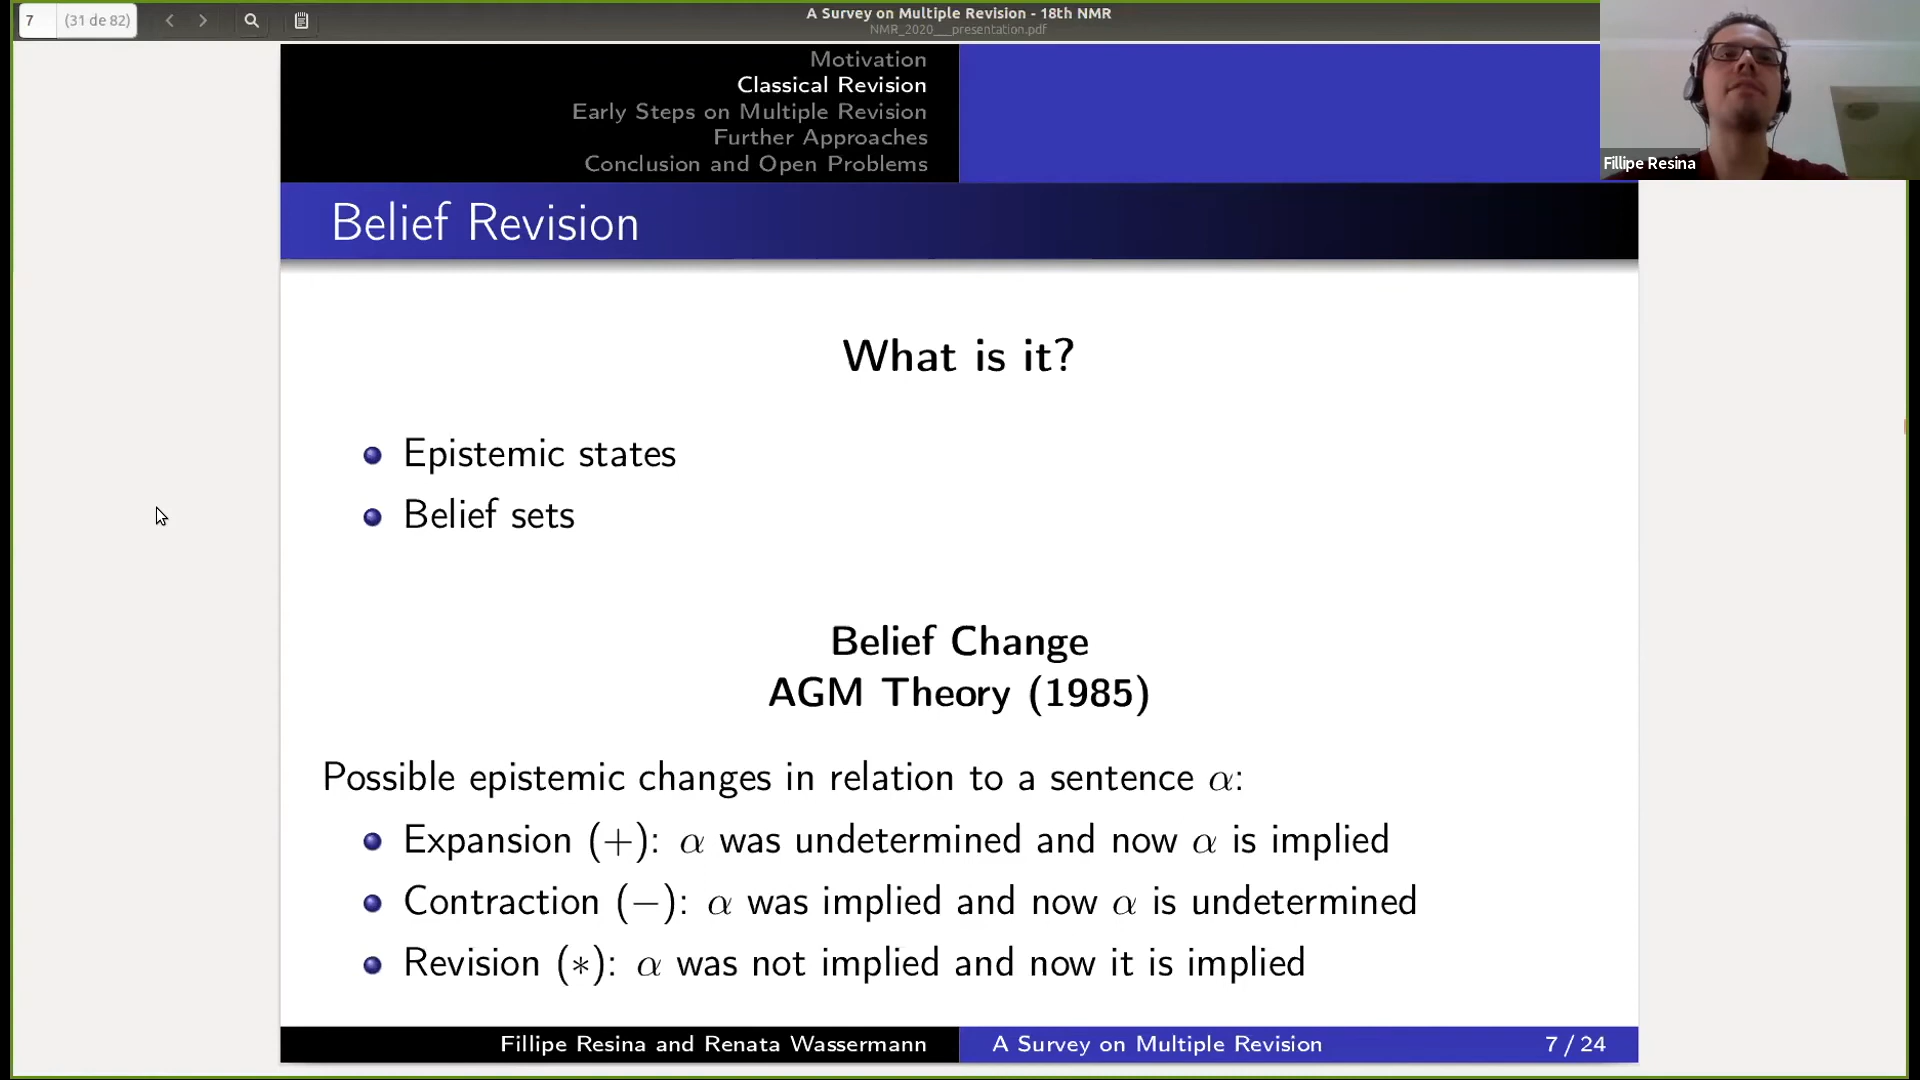 7 (31 de 82)
A Survey on Multiple Revision - 18th NMR
NMR_2020___presentation.pdf
Motivation
Classical Revision
Early Steps on Multiple Revision
Further Approaches
Conclusion and Open Problems
Fillipe Resina
Belief Revision
What is it?
Epistemic states
Belief sets
Belief Change
AGM Theory (1985)
Possible epistemic changes in relation to a sentence α:
Expansion (+): α was undetermined and now α is implied
Contraction (−): α was implied and now α is undetermined
Revision (∗): α was not implied and now it is implied
Fillipe Resina and Renata Wassermann A Survey on Multiple Revision 7 / 24